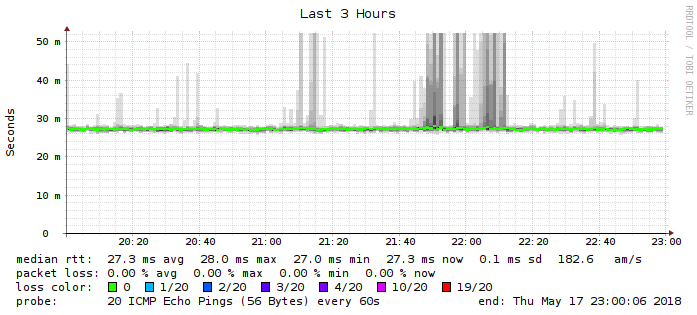 Last 3 Hours
RRDTOOL / TOBI OETIKER
Seconds
50 m
40 m
30 m
20 m
10 m
0
20:20 20:40 21:00 21:20 21:40 22:00 22:20 22:40 23:00
median rtt: 27.3 ms avg 28.0 ms max 27.0 ms min 27.3 ms now 0.1 ms sd 182.6 am/s
packet loss: 0.00 % avg 0.00 % max 0.00 % min 0.00 % now
loss color: 0 1/20 2/20 3/20 4/20 10/20 19/20
probe: 20 ICMP Echo Pings (56 Bytes) every 60s end: Thu May 17 23:00:06 2018